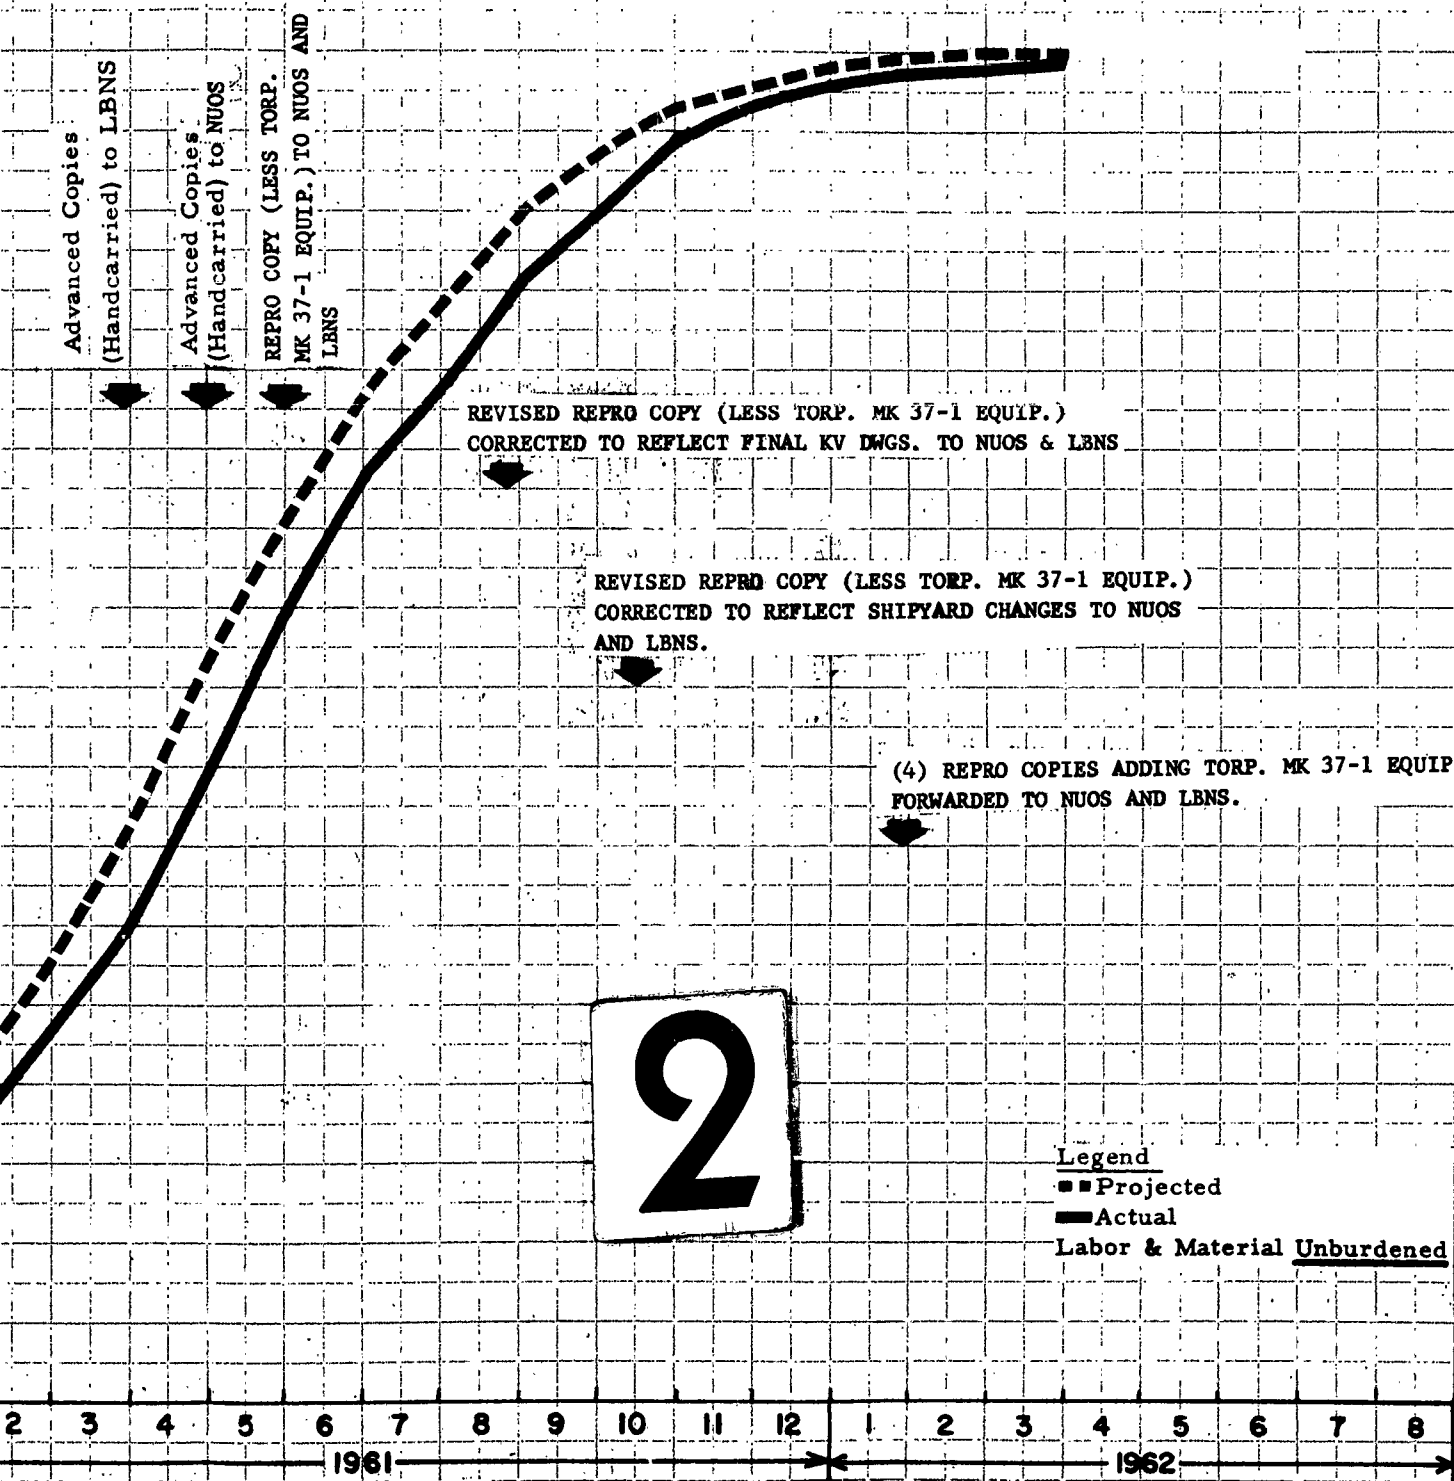 Advanced Copies
(Handcarried) to LBNS
Advanced Copies
(Handcarried) to NUOS
REPRO COPY (LESS TORP.
MK 37-1 EQUIP.) TO NUOS AND
LBNS
REVISED REPRO COPY (LESS TORP. MK 37-1 EQUIP.)
CORRECTED TO REFLECT FINAL KV DWGS. TO NUOS & LBNS
REVISED REPRO COPY (LESS TORP. MK 37-1 EQUIP.)
CORRECTED TO REFLECT SHIPYARD CHANGES TO NUOS
AND LBNS.
(4) REPRO COPIES ADDING TORP. MK 37-1 EQUIP
FORWARDED TO NUOS AND LBNS.
2
Legend
Projected
Actual
Labor & Material Unburdened
2 3 4 5 6 7 8 9 10 11 12 1 2 3 4 5 6 7 8
1961 1962